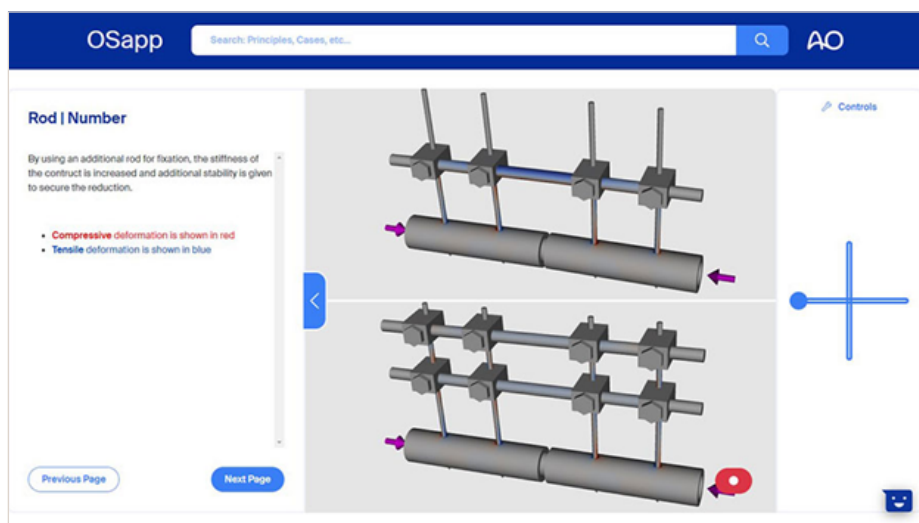 OSapp
Search: Principles, Cases, etc...
AO
Rod | Number
Controls
By using an additional rod for fixation, the stiffness of
the contruct is increased and additional stability is given
to secure the reduction.
Compressive deformation is shown in red
Tensile deformation is shown in blue
Previous Page
Next Page